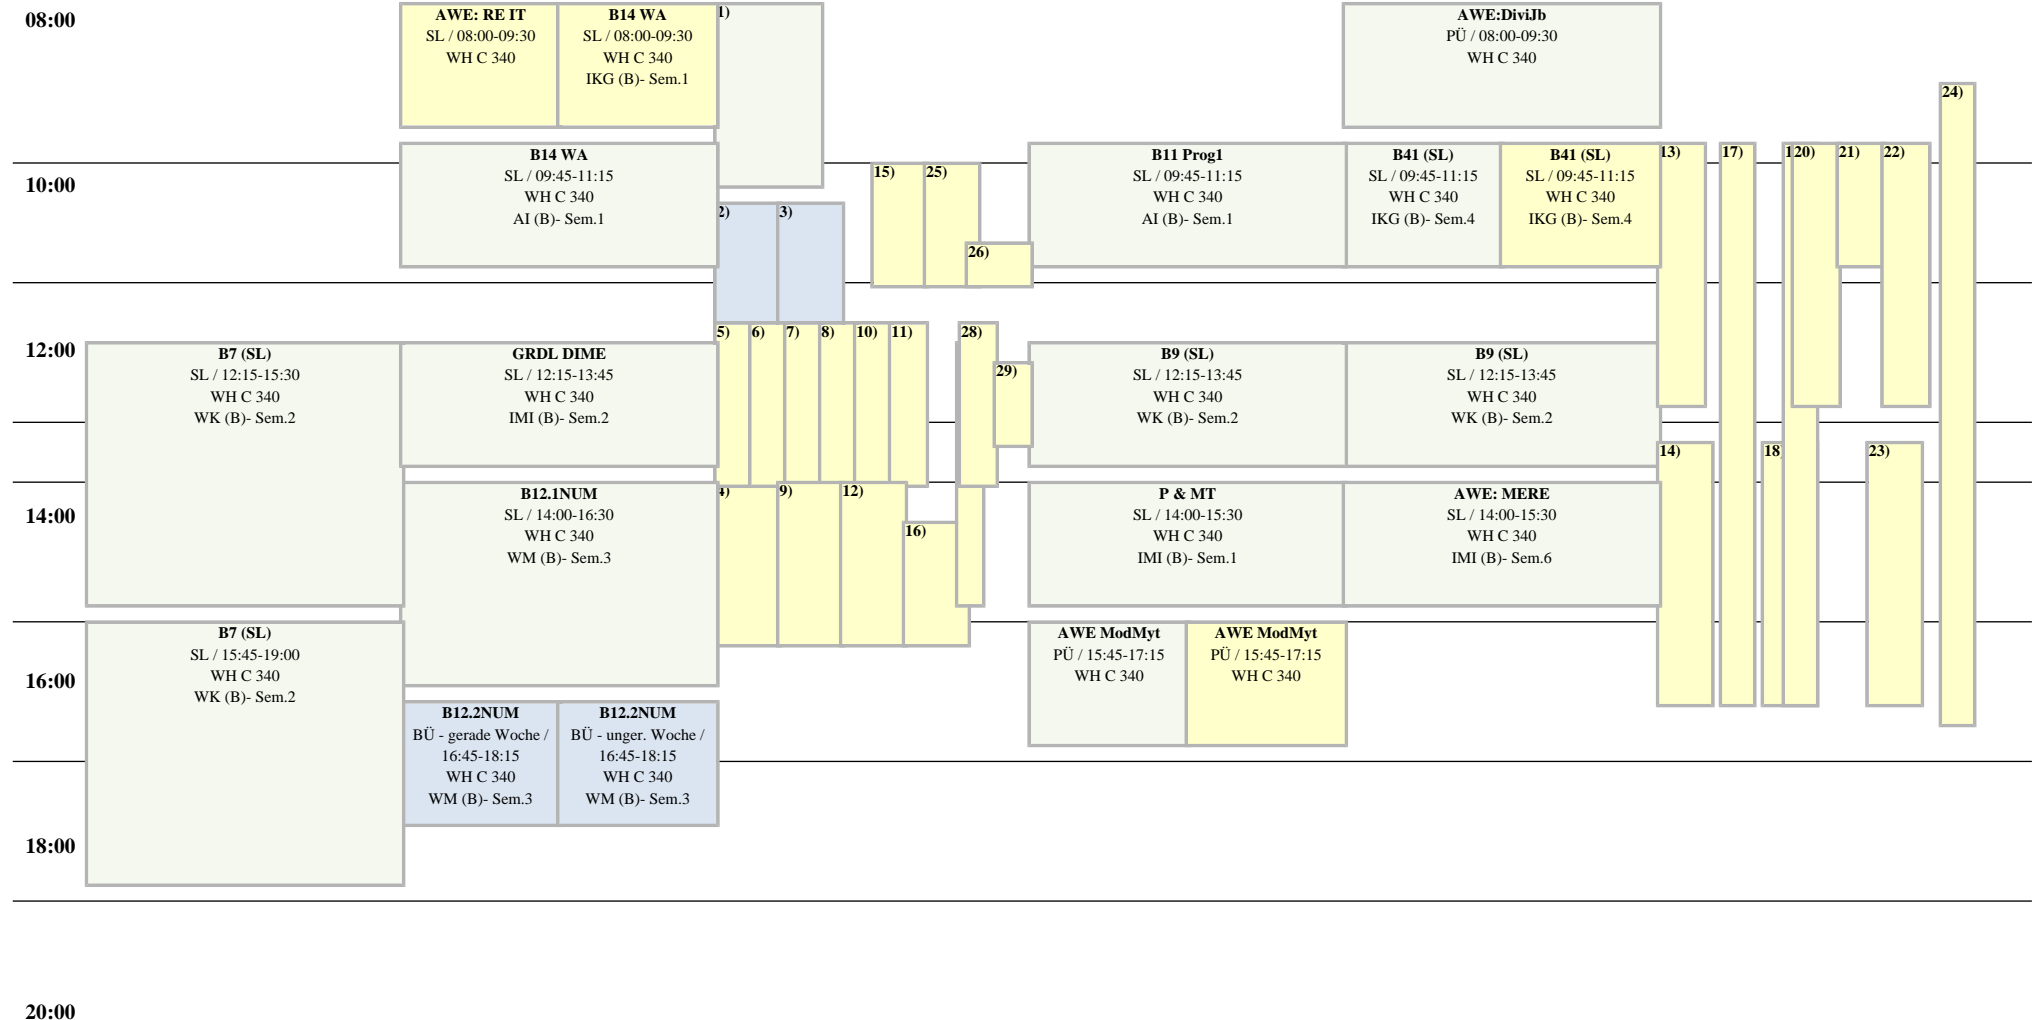 08:00
AWE: RE IT
SL / 08:00-09:30
WH C 340
B14 WA
SL / 08:00-09:30
WH C 340
IKG (B)- Sem.1
1)
AWE:DiviJb
PÜ / 08:00-09:30
WH C 340
24)
B14 WA
SL / 09:45-11:15
WH C 340
AI (B)- Sem.1
10:00
2)
3)
15)
25)
26)
B11 Prog1
SL / 09:45-11:15
WH C 340
AI (B)- Sem.1
B41 (SL)
SL / 09:45-11:15
WH C 340
IKG (B)- Sem.4
B41 (SL)
SL / 09:45-11:15
WH C 340
IKG (B)- Sem.4
13)
17)
20)
21)
22)
12:00
B7 (SL)
SL / 12:15-15:30
WH C 340
WK (B)- Sem.2
GRDL DIME
SL / 12:15-13:45
WH C 340
IMI (B)- Sem.2
5)
6)
7)
8)
10)
11)
28)
29)
B9 (SL)
SL / 12:15-13:45
WH C 340
WK (B)- Sem.2
B9 (SL)
SL / 12:15-13:45
WH C 340
WK (B)- Sem.2
14)
18)
23)
14:00
B12.1NUM
SL / 14:00-16:30
WH C 340
WM (B)- Sem.3
4)
9)
12)
16)
P & MT
SL / 14:00-15:30
WH C 340
IMI (B)- Sem.1
AWE: MERE
SL / 14:00-15:30
WH C 340
IMI (B)- Sem.6
16:00
B7 (SL)
SL / 15:45-19:00
WH C 340
WK (B)- Sem.2
AWE ModMyt
PÜ / 15:45-17:15
WH C 340
AWE ModMyt
PÜ / 15:45-17:15
WH C 340
B12.2NUM
BÜ - gerade Woche /
16:45-18:15
WH C 340
WM (B)- Sem.3
B12.2NUM
BÜ - unger. Woche /
16:45-18:15
WH C 340
WM (B)- Sem.3
18:00
20:00